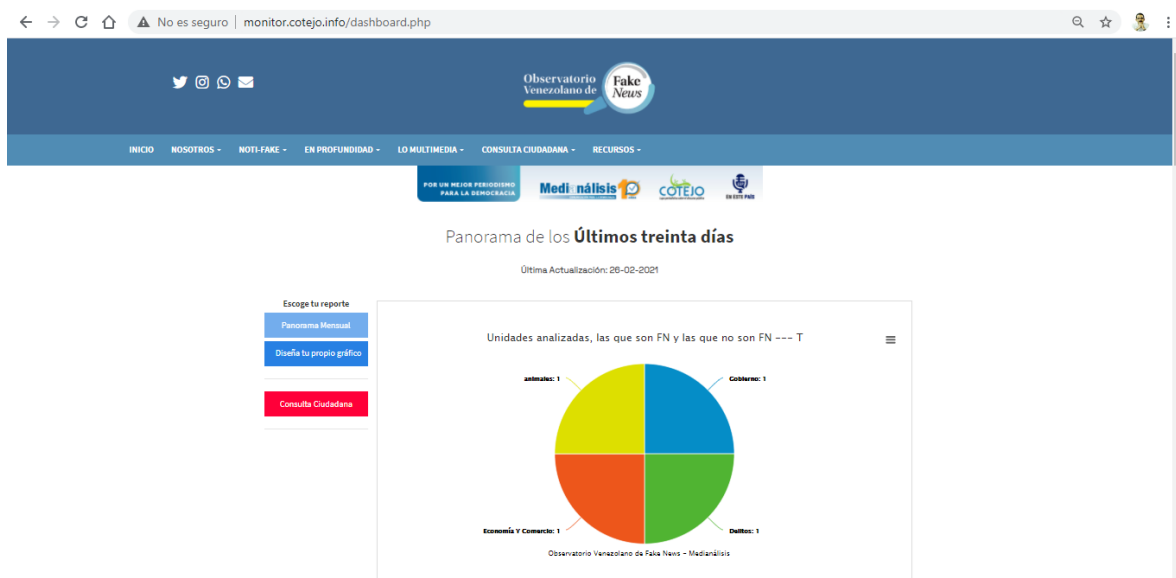 No es seguro | monitor.cotejo.info/dashboard.php
Observatorio
Venezolano de
Fake
News
INICIO NOSOTROS NOTI-FAKE EN PROFUNDIDAD LO MULTIMEDIA CONSULTA CIUDADANA RECURSOS
POR UN MEJOR PERIODISMO
PARA LA DEMOCRACIA
Medianálisis
COTEJO
EN ESTE PAÍS
Panorama de los Últimos treinta días
Última Actualización: 26-02-2021
Escoge tu reporte
Panorama Mensual
Diseña tu propio gráfico
Consulta Ciudadana
Unidades analizadas, las que son FN y las que no son FN --- T
animales: 1
Gobierno: 1
Economía Y Comercio: 1
Delitos: 1
Observatorio Venezolano de Fake News - Medianálisis